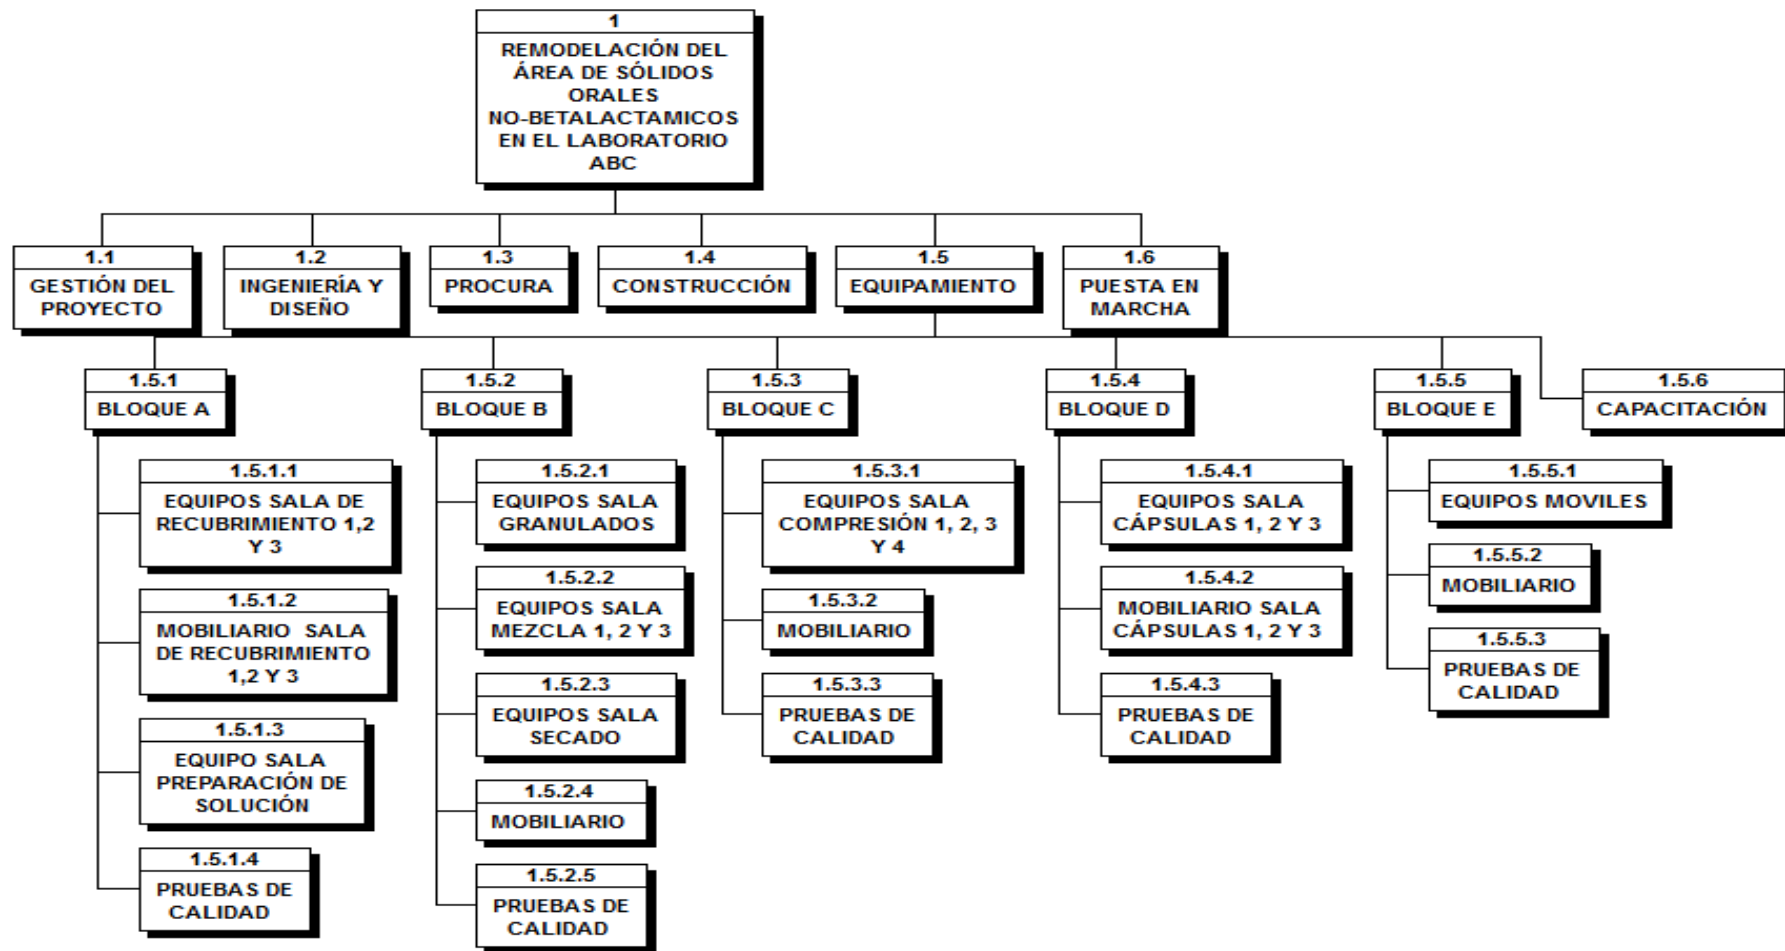 1
REMODELACIÓN DEL
ÁREA DE SÓLIDOS
ORALES
NO-BETALACTAMICOS
EN EL LABORATORIO
ABC
1.1
GESTIÓN DEL
PROYECTO
1.2
INGENIERÍA Y
DISEÑO
1.3
PROCURA
1.4
CONSTRUCCIÓN
1.5
EQUIPAMIENTO
1.6
PUESTA EN
MARCHA
1.5.1
BLOQUE A
1.5.1.1
EQUIPOS SALA DE
RECUBRIMIENTO 1,2
Y 3
1.5.1.2
MOBILIARIO SALA
DE RECUBRIMIENTO
1,2 Y 3
1.5.1.3
EQUIPO SALA
PREPARACIÓN DE
SOLUCIÓN
1.5.1.4
PRUEBAS DE
CALIDAD
1.5.2
BLOQUE B
1.5.2.1
EQUIPOS SALA
GRANULADOS
1.5.2.2
EQUIPOS SALA
MEZCLA 1, 2 Y 3
1.5.2.3
EQUIPOS SALA
SECADO
1.5.2.4
MOBILIARIO
1.5.2.5
PRUEBAS DE
CALIDAD
1.5.3
BLOQUE C
1.5.3.1
EQUIPOS SALA
COMPRESIÓN 1, 2, 3
Y 4
1.5.3.2
MOBILIARIO
1.5.3.3
PRUEBAS DE
CALIDAD
1.5.4
BLOQUE D
1.5.4.1
EQUIPOS SALA
CÁPSULAS 1, 2 Y 3
1.5.4.2
MOBILIARIO SALA
CÁPSULAS 1, 2 Y 3
1.5.4.3
PRUEBAS DE
CALIDAD
1.5.5
BLOQUE E
1.5.5.1
EQUIPOS MOVILES
1.5.5.2
MOBILIARIO
1.5.5.3
PRUEBAS DE
CALIDAD
1.5.6
CAPACITACIÓN